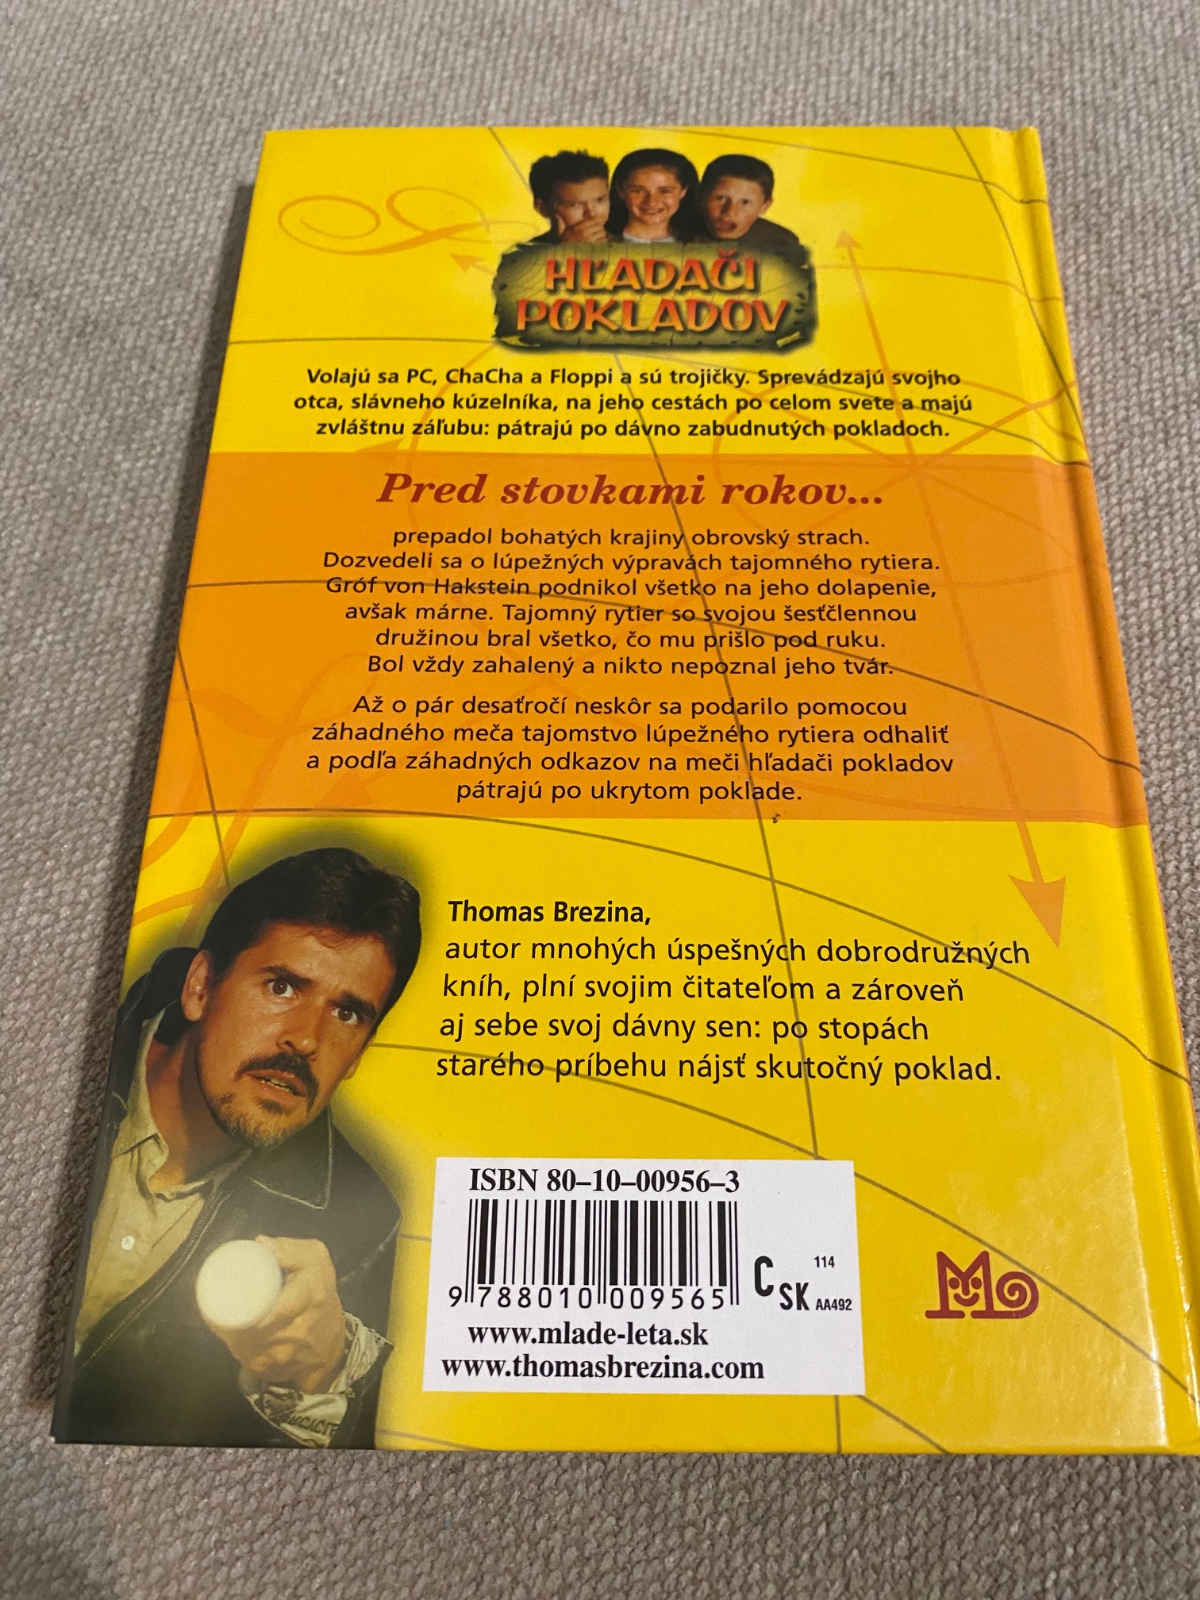 HĽADAČI
POKLADOV
Volajú sa PC, ChaCha a Floppi a sú trojičky. Sprevádzajú svojho
otca, slávneho kúzelníka, na jeho cestách po celom svete a majú
zvláštnu záľubu: pátrajú po dávno zabudnutých pokladoch.
Pred stovkami rokov...
prepadol bohatých krajiny obrovský strach.
Dozvedeli sa o lúpežných výpravách tajomného rytiera.
Gróf von Hakstein podnikol všetko na jeho dolapenie,
avšak márne. Tajomný rytier so svojou šesťčlennou
družinou bral všetko, čo mu prišlo pod ruku.
Bol vždy zahalený a nikto nepoznal jeho tvár.
Až o pár desaťročí neskôr sa podarilo pomocou
záhadného meča tajomstvo lúpežného rytiera odhaliť
a podľa záhadných odkazov na meči hľadači pokladov
pátrajú po ukrytom poklade.
Thomas Brezina,
autor mnohých úspešných dobrodružných
kníh, plní svojim čitateľom a zároveň
aj sebe svoj dávny sen: po stopách
starého príbehu nájsť skutočný poklad.
ISBN 80–10–00956–3
9 788010 009565
C SK 114 AA492
www.mlade-leta.sk
www.thomasbrezina.com